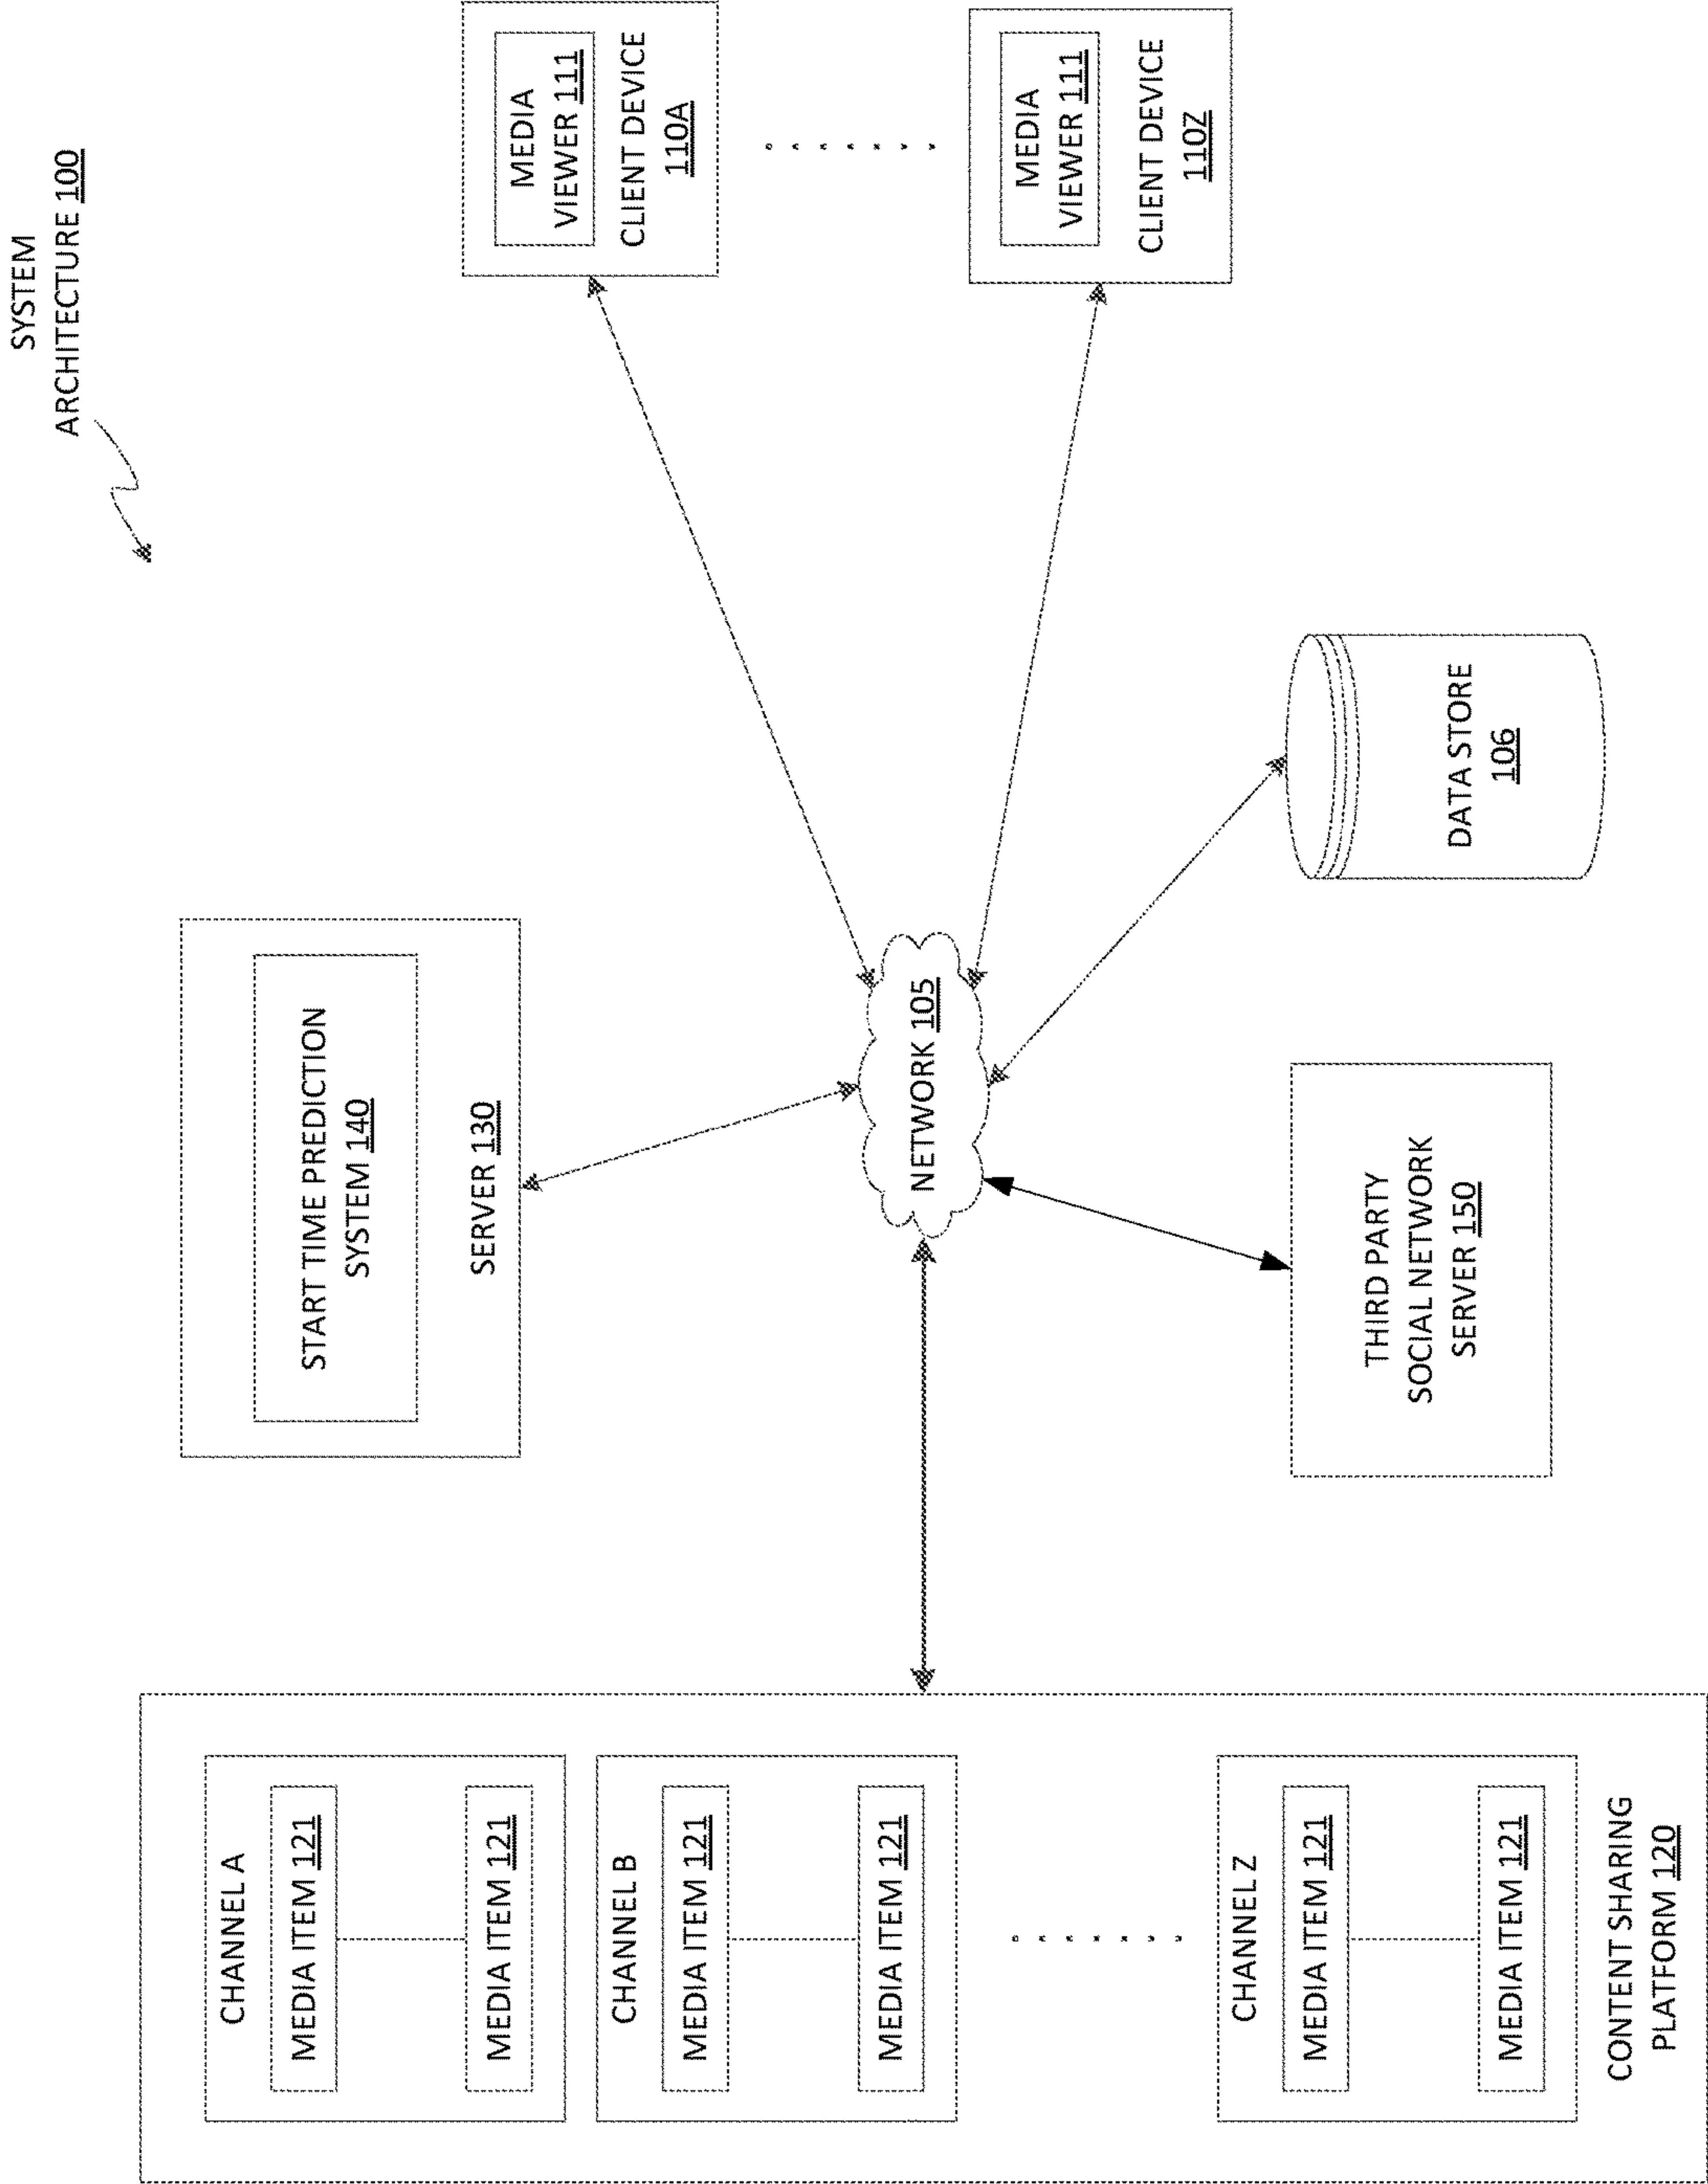 SYSTEM
ARCHITECTURE 100
CHANNEL A
MEDIA ITEM 121
MEDIA ITEM 121
CHANNEL B
MEDIA ITEM 121
MEDIA ITEM 121
CHANNEL Z
MEDIA ITEM 121
MEDIA ITEM 121
CONTENT SHARING
PLATFORM 120
START TIME PREDICTION
SYSTEM 140
SERVER 130
NETWORK 105
THIRD PARTY
SOCIAL NETWORK
SERVER 150
DATA STORE
106
MEDIA
VIEWER 111
CLIENT DEVICE
110A
MEDIA
VIEWER 111
CLIENT DEVICE
110Z